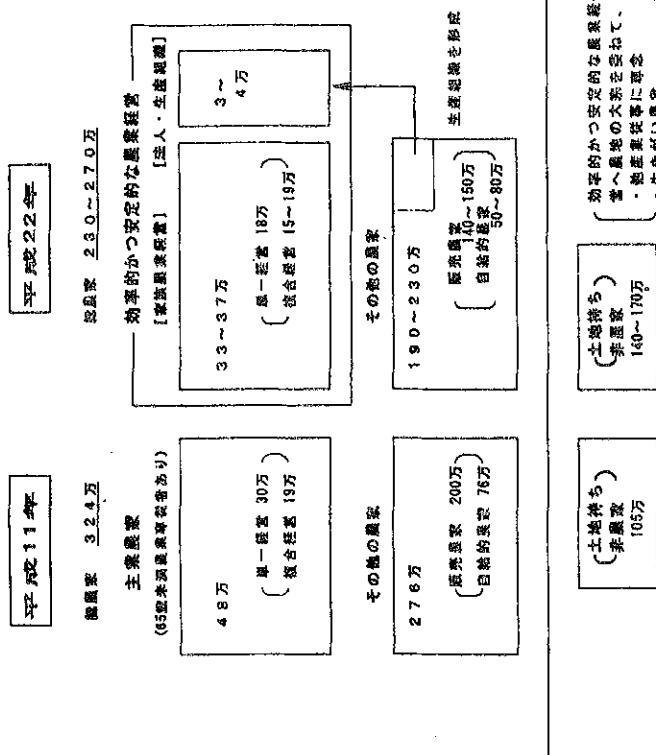 平成22年
総農家 230~270万
効率的かつ安定的な農業経営
[家族農業経営] [法人・生産組織]
33~37万
単一経営 18万
複合経営 15~19万
3~
4万
その他の農家
190~230万
販売農家
140~150万
自給的農家
50~80万
生産組織を形成
土地持ち
非農家
140~170万
効率的かつ安定的な農業経
営へ農地の大宗を委ねて、
・他産業従事に専念
平成11年
総農家 324万
主業農家
(65歳未満農業専従者あり)
48万
単一経営 30万
複合経営 19万
その他の農家
276万
販売農家 200万
自給的農家 76万
土地持ち
非農家
105万